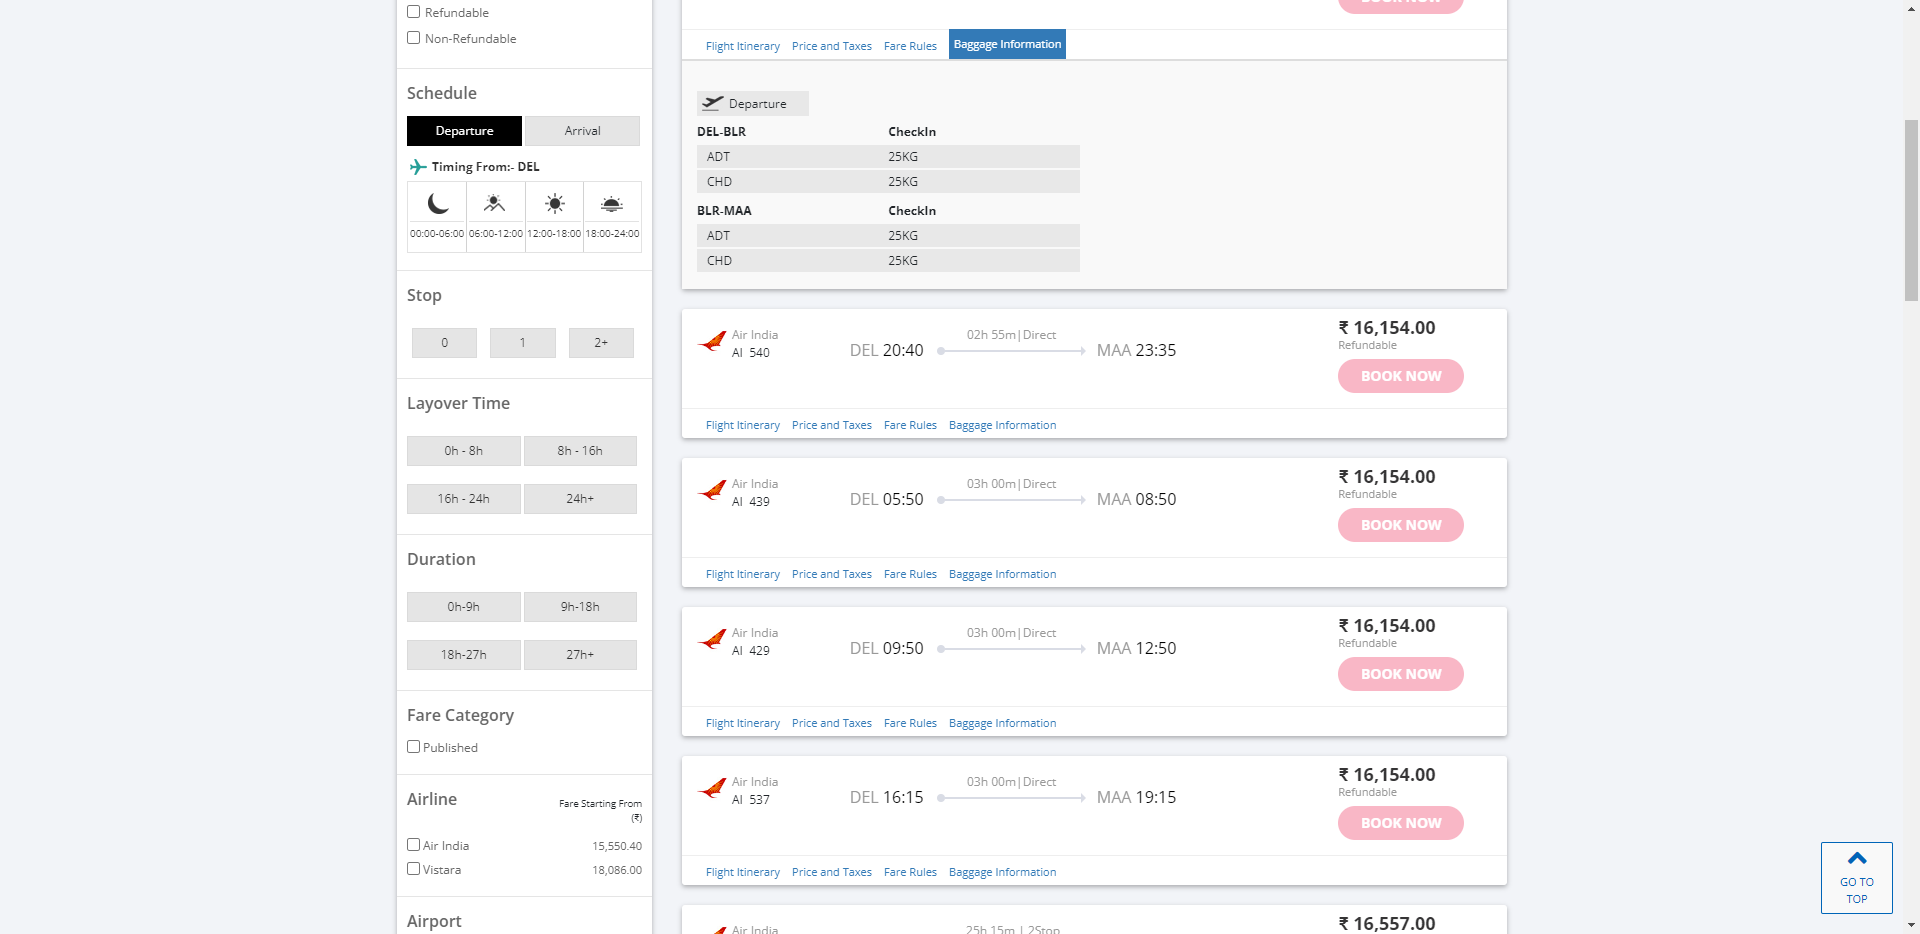 Refundable
Non-Refundable
Schedule
Departure Arrival
Timing From:- DEL
00:00-06:00 06:00-12:00 12:00-18:00 18:00-24:00
Stop
0 1 2+
Layover Time
0h - 8h 8h - 16h
16h - 24h 24h+
Duration
0h-9h 9h-18h
18h-27h 27h+
Fare Category
Published
Airline Fare Starting From
(₹)
Air India 15,550.40
Vistara 18,086.00
Airport
BOOK NOW
Flight Itinerary Price and Taxes Fare Rules Baggage Information
Departure
DEL-BLR CheckIn
ADT 25KG
CHD 25KG
BLR-MAA CheckIn
ADT 25KG
CHD 25KG
Air India
AI 540
DEL 20:40
02h 55m|Direct
MAA 23:35
₹ 16,154.00
Refundable
BOOK NOW
Flight Itinerary Price and Taxes Fare Rules Baggage Information
Air India
AI 439
DEL 05:50
03h 00m|Direct
MAA 08:50
₹ 16,154.00
Refundable
BOOK NOW
Flight Itinerary Price and Taxes Fare Rules Baggage Information
Air India
AI 429
DEL 09:50
03h 00m|Direct
MAA 12:50
₹ 16,154.00
Refundable
BOOK NOW
Flight Itinerary Price and Taxes Fare Rules Baggage Information
Air India
AI 537
DEL 16:15
03h 00m|Direct
MAA 19:15
₹ 16,154.00
Refundable
BOOK NOW
Flight Itinerary Price and Taxes Fare Rules Baggage Information
Air India
25h 15m | 2Stop
₹ 16,557.00
GO TO
TOP